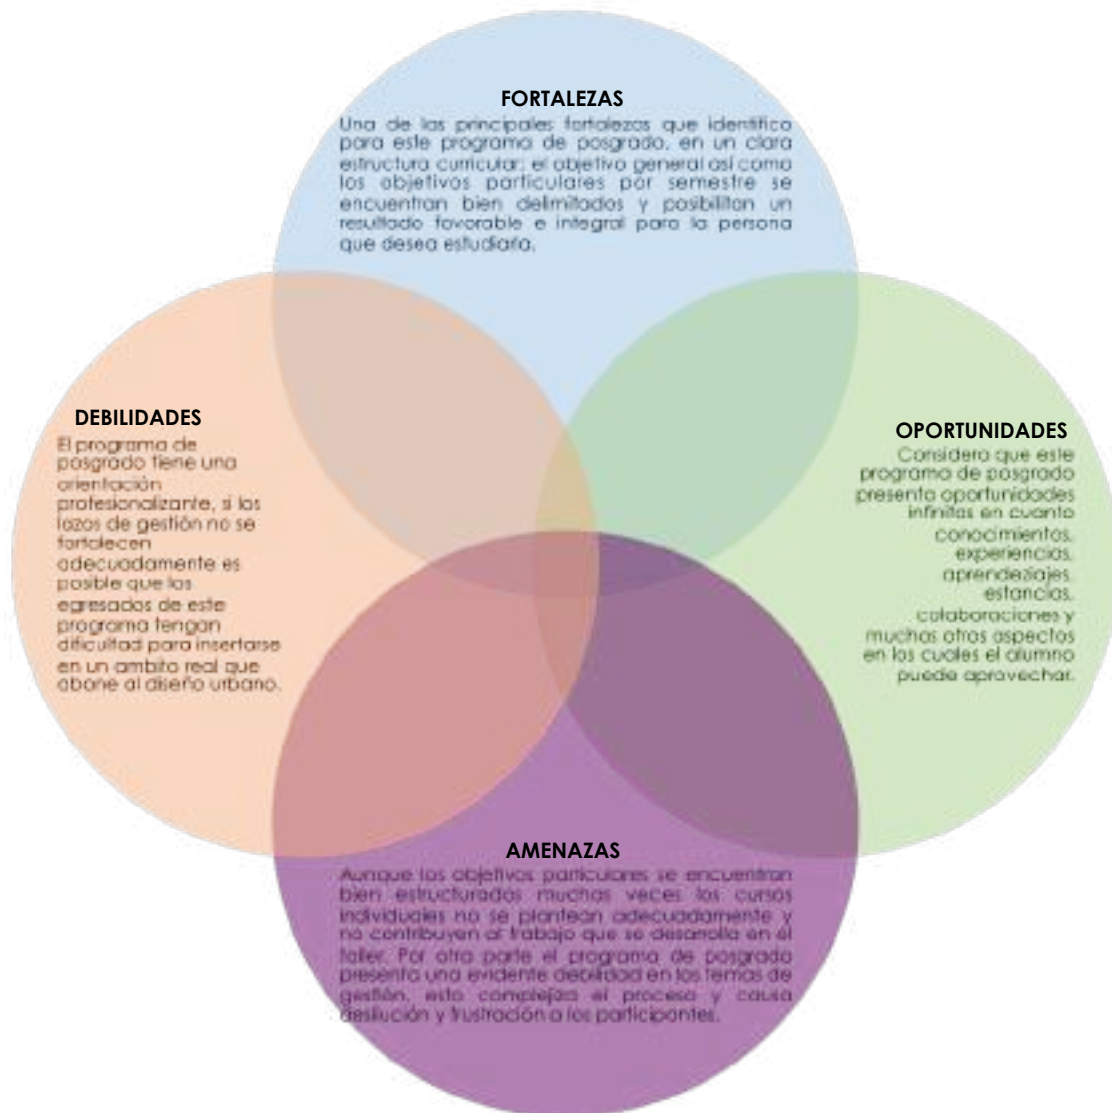 FORTALEZAS
Una de las principales fortalezas que identifico
para este programa de posgrado, en un clara
estructura curricular; el objetivo general así como
los objetivos particulares por semestre se
encuentran bien delimitados y posibilitan un
resultado favorable e integral para la persona
que desea estudiarla.
DEBILIDADES
El programa de
posgrado tiene una
orientación
profesionalizante, si los
lazos de gestión no se
fortalecen
adecuadamente es
posible que los
egresados de este
programa tengan
dificultad para insertarse
en un ambito real que
abone al diseño urbano.
OPORTUNIDADES
Considero que este
programa de posgrado
presenta oportunidades
infinitas en cuanto
conocimientos,
experiencias,
aprendeziajes,
estancias,
colaboraciones y
muchos otros aspectos
en los cuales el alumno
puede aprovechar.
AMENAZAS
Aunque los objetivos particulares se encuentran
bien estructurados muchas veces los cursos
individuales no se plantean adecuadamente y
no contribuyen al trabajo que se desarrolla en el
taller. Por otra parte el programa de posgrado
presenta una evidente debilidad en los temas de
gestión, esto complejiza el proceso y causa
desilución y frustración a los participantes.